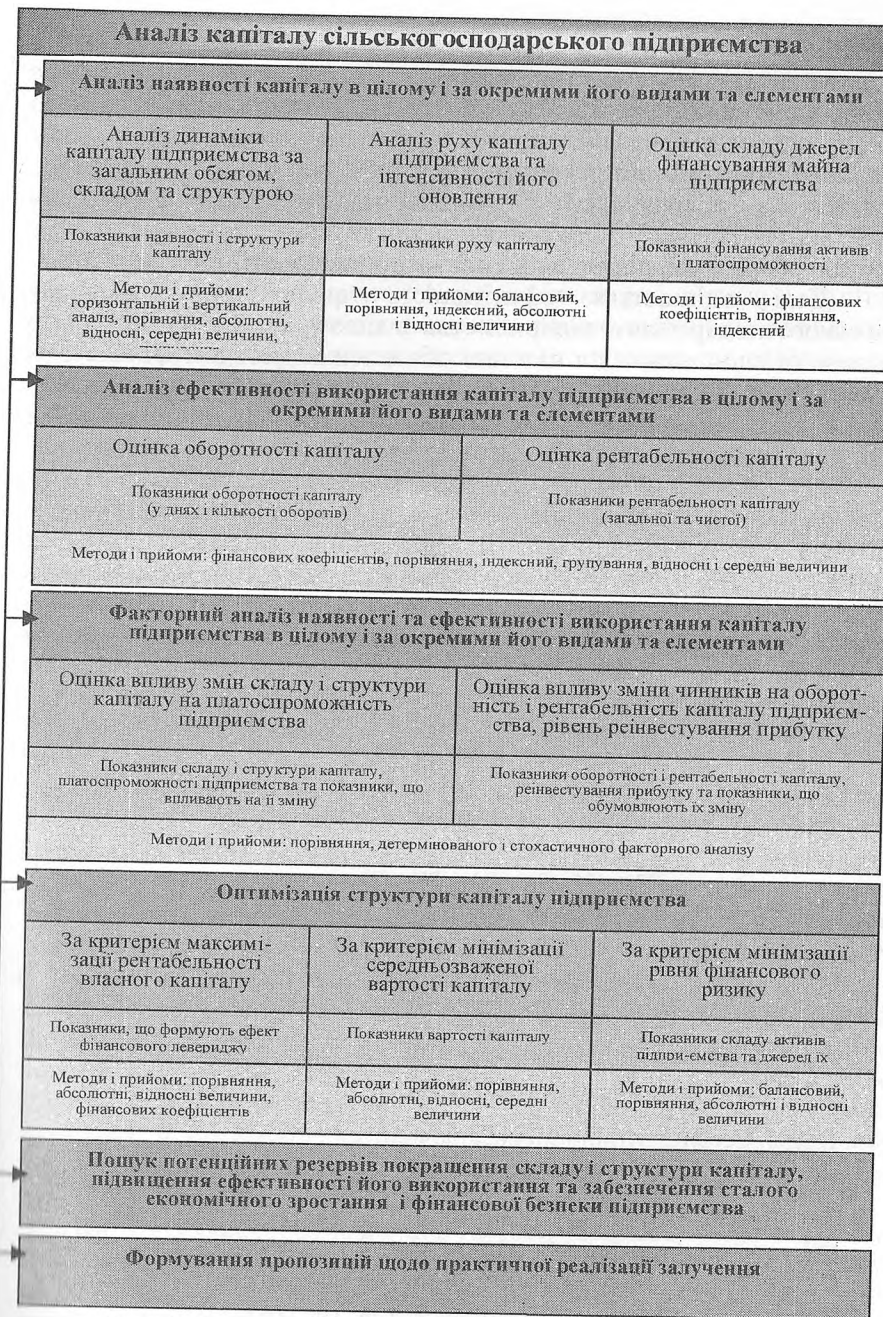 Аналіз капіталу сільськогосподарського підприємства
Аналіз наявності капіталу в цілому і за окремими його видами та елементами
Аналіз динаміки
капіталу підприємства за
загальним обсягом,
складом та структурою
Аналіз руху капіталу
підприємства та
інтенсивності його
оновлення
Оцінка складу джерел
фінансування майна
підприємства
Показники наявності і структури
капіталу
Показники руху капіталу
Показники фінансування активів
і платоспроможності
Методи і прийоми:
горизонтальній і вертикальний
аналіз, порівняння, абсолютні,
відносні, середні величини,
Методи і прийоми: балансовий,
порівняння, індексний, абсолютні
і відносні величини
Методи і прийоми: фінансових
коефіцієнтів, порівняння,
індексний
Аналіз ефективності використання капіталу підприємства в цілому і за
окремими його видами та елементами
Оцінка оборотності капіталу
Оцінка рентабельності капіталу
Показники оборотності капіталу
(у днях і кількості оборотів)
Показники рентабельності капіталу
(загальної та чистої)
Методи і прийоми: фінансових коефіцієнтів, порівняння, індексний, групування, відносні і середні величини
Факторний аналіз наявності та ефективності використання капіталу
підприємства в цілому і за окремими його видами та елементами
Оцінка впливу змін складу і структури
капіталу на платоспроможність
підприємства
Оцінка впливу зміни чинників на оборот-
ність і рентабельність капіталу підприєм-
ства, рівень реінвестування прибутку
Показники складу і структури капіталу,
платоспроможності підприємства та показники, що
впливають на її зміну
Показники оборотності і рентабельності капіталу,
реінвестування прибутку та показники, що
обумовлюють їх зміну
Методи і прийоми: порівняння, детермінованого і стохастичного факторного аналізу
Оптимізація структури капіталу підприємства
За критерієм максимі-
зації рентабельності
власного капіталу
За критерієм мінімізації
середньозваженої
вартості капіталу
За критерієм мінімізації
рівня фінансового
ризику
Показники, що формують ефект
фінансового левериджу
Показники вартості капіталу
Показники складу активів
підпри-ємства та джерел їх
Методи і прийоми: порівняння,
абсолютні, відносні величини,
фінансових коефіцієнтів
Методи і прийоми: порівняння,
абсолютні, відносні, середні
величини
Методи і прийоми: балансовий,
порівняння, абсолютні і відносні
величини
Пошук потенційних резервів покращення складу і структури капіталу,
підвищення ефективності його використання та забезпечення сталого
економічного зростання і фінансової безпеки підприємства
Формування пропозицій щодо практичної реалізації залучення